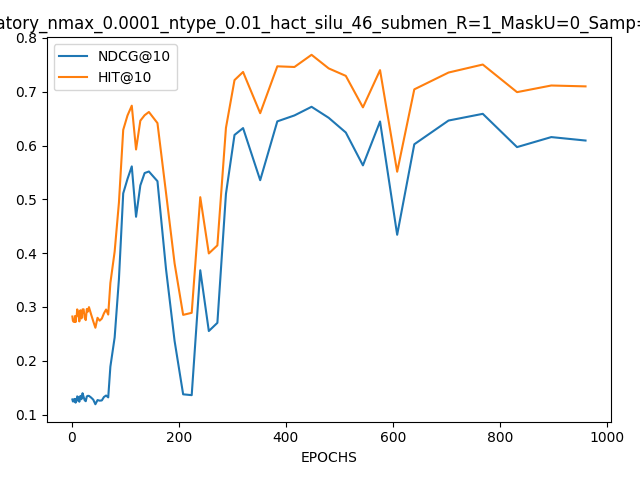 atory_nmax_0.0001_ntype_0.01_hact_silu_46_submen_R=1_MaskU=0_Samp=
NDCG@10
HIT@10
0.8
0.7
0.6
0.5
0.4
0.3
0.2
0.1
0 200 400 600 800 1000
EPOCHS